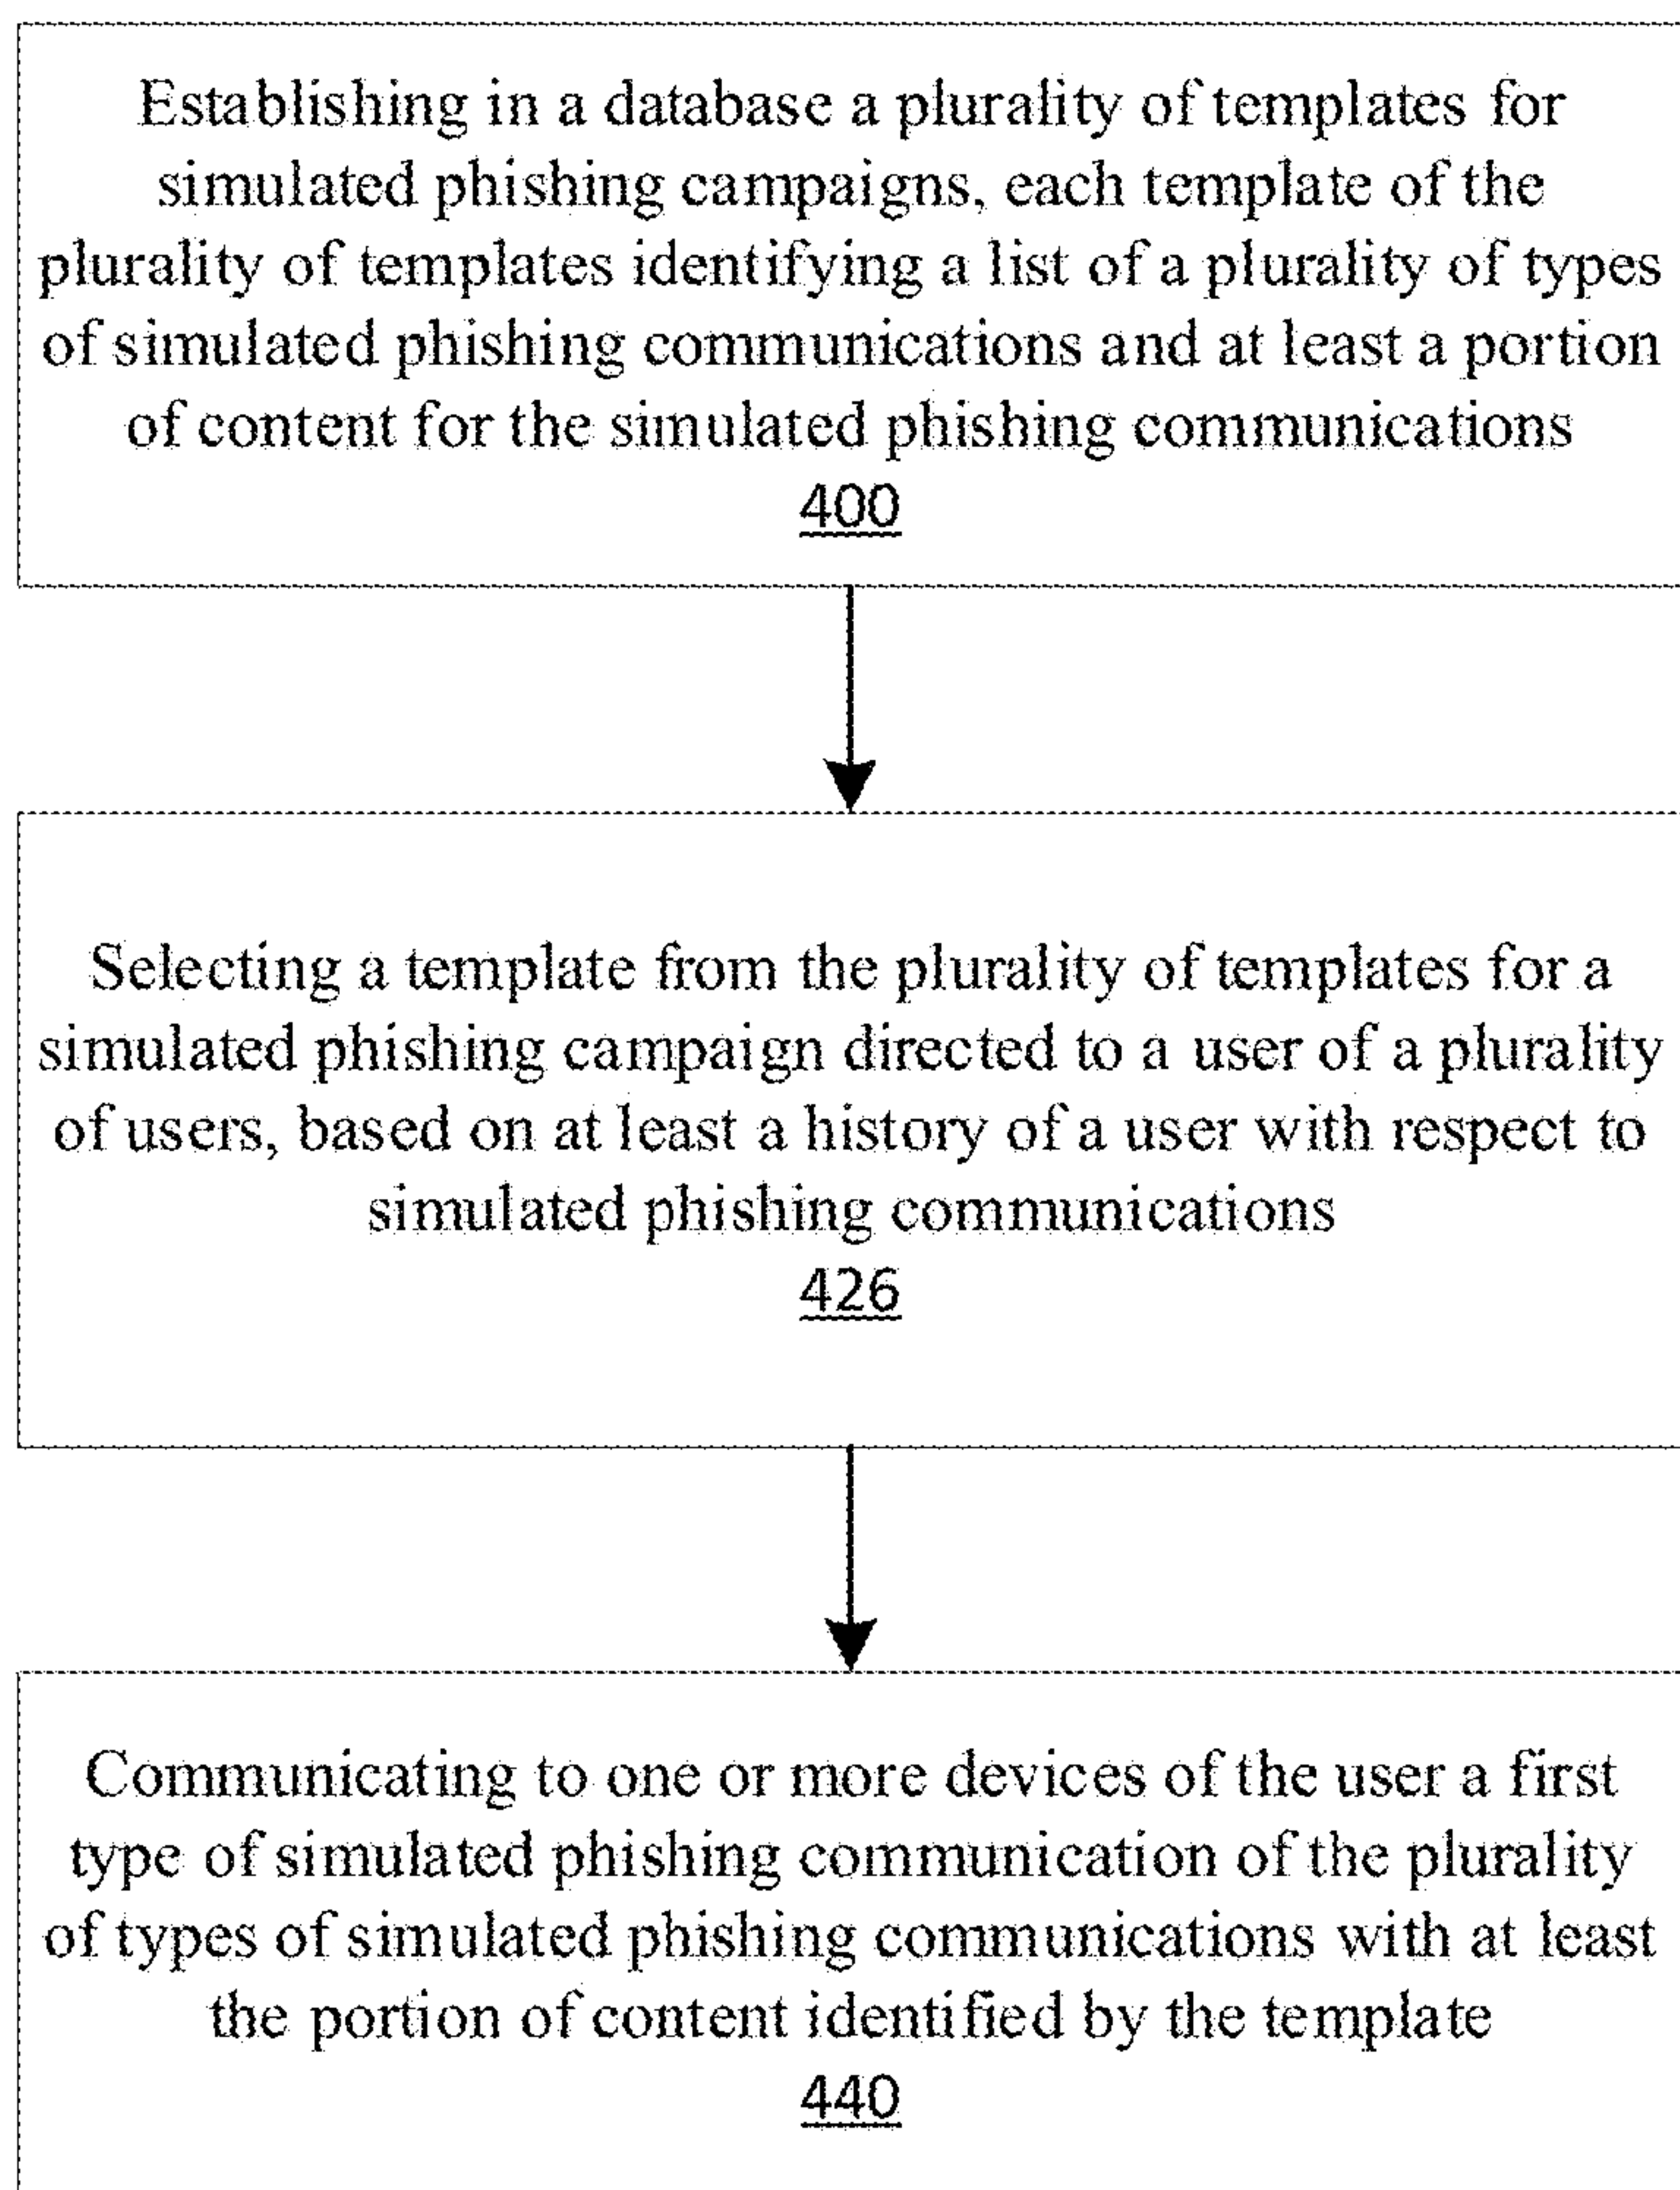 Establishing in a database a plurality of templates for
simulated phishing campaigns, each template of the
plurality of templates identifying a list of a plurality of types
of simulated phishing communications and at least a portion
of content for the simulated phishing communications
400
Selecting a template from the plurality of templates for a
simulated phishing campaign directed to a user of a plurality
of users, based on at least a history of a user with respect to
simulated phishing communications
426
Communicating to one or more devices of the user a first
type of simulated phishing communication of the plurality
of types of simulated phishing communications with at least
the portion of content identified by the template
440